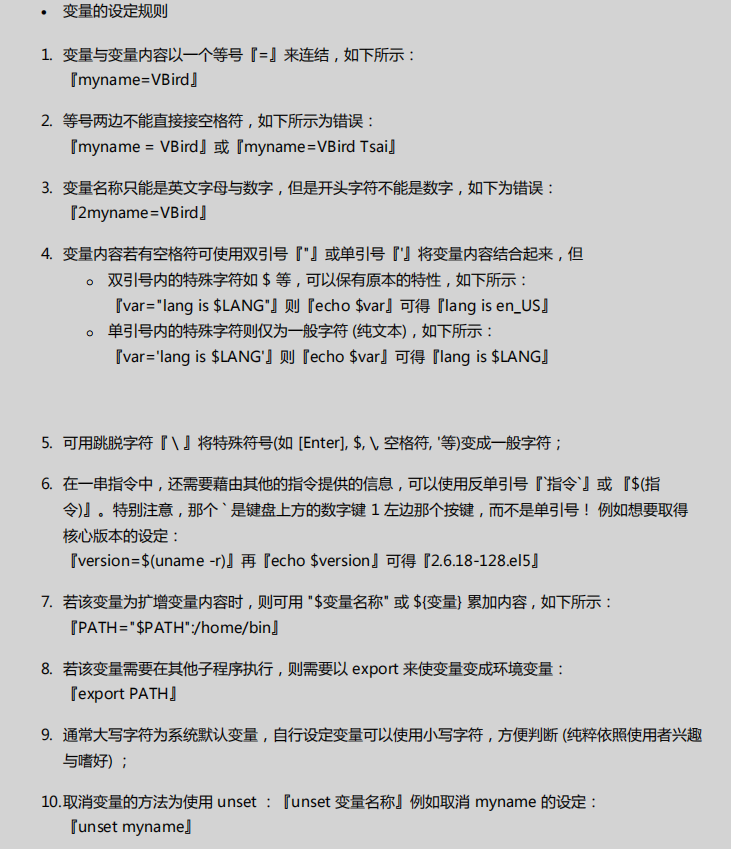 • 变量的设定规则
1. 变量与变量内容以一个等号『=』来连结，如下所示：
『myname=VBird』
2. 等号两边不能直接接空格符，如下所示为错误：
『myname = VBird』或『myname=VBird Tsai』
3. 变量名称只能是英文字母与数字，但是开头字符不能是数字，如下为错误：
『2myname=VBird』
4. 变量内容若有空格符可使用双引号『"』或单引号『'』将变量内容结合起来，但
○ 双引号内的特殊字符如 $ 等，可以保有原本的特性，如下所示：
『var="lang is $LANG"』则『echo $var』可得『lang is en_US』
○ 单引号内的特殊字符则仅为一般字符 (纯文本)，如下所示：
『var='lang is $LANG'』则『echo $var』可得『lang is $LANG』
5. 可用跳脱字符『 \ 』将特殊符号(如 [Enter], $, \, 空格符, '等)变成一般字符；
6. 在一串指令中，还需要藉由其他的指令提供的信息，可以使用反单引号『`指令`』或 『$(指
令)』。特别注意，那个 ` 是键盘上方的数字键 1 左边那个按键，而不是单引号！ 例如想要取得
核心版本的设定：
『version=$(uname -r)』再『echo $version』可得『2.6.18-128.el5』
7. 若该变量为扩增变量内容时，则可用 "$变量名称" 或 ${变量} 累加内容，如下所示：
『PATH="$PATH":/home/bin』
8. 若该变量需要在其他子程序执行，则需要以 export 来使变量变成环境变量：
『export PATH』
9. 通常大写字符为系统默认变量，自行设定变量可以使用小写字符，方便判断 (纯粹依照使用者兴趣
与嗜好) ；
10. 取消变量的方法为使用 unset ：『unset 变量名称』例如取消 myname 的设定：
『unset myname』